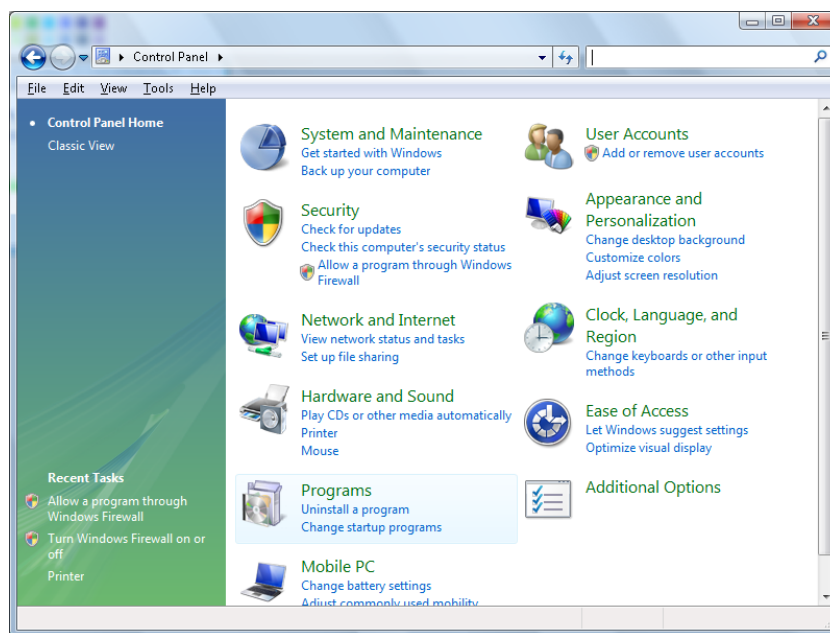 Control Panel
File Edit View Tools Help
Control Panel Home
Classic View
System and Maintenance
Get started with Windows
Back up your computer
Security
Check for updates
Check this computer's security status
Allow a program through Windows
Firewall
Network and Internet
View network status and tasks
Set up file sharing
Hardware and Sound
Play CDs or other media automatically
Printer
Mouse
Programs
Uninstall a program
Change startup programs
Mobile PC
Change battery settings
Adjust commonly used mobility
User Accounts
Add or remove user accounts
Appearance and
Personalization
Change desktop background
Customize colors
Adjust screen resolution
Clock, Language, and
Region
Change keyboards or other input
methods
Ease of Access
Let Windows suggest settings
Optimize visual display
Additional Options
Recent Tasks
Allow a program through
Windows Firewall
Turn Windows Firewall on or
off
Printer